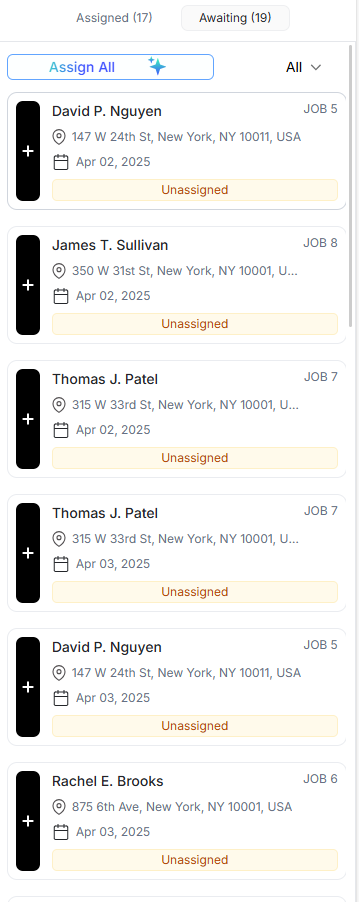 Assigned (17) Awaiting (19)
Assign All All
David P. Nguyen JOB 5
147 W 24th St, New York, NY 10011, USA
Apr 02, 2025
Unassigned
James T. Sullivan JOB 8
350 W 31st St, New York, NY 10001, U...
Apr 02, 2025
Unassigned
Thomas J. Patel JOB 7
315 W 33rd St, New York, NY 10001, U...
Apr 02, 2025
Unassigned
Thomas J. Patel JOB 7
315 W 33rd St, New York, NY 10001, U...
Apr 03, 2025
Unassigned
David P. Nguyen JOB 5
147 W 24th St, New York, NY 10011, USA
Apr 03, 2025
Unassigned
Rachel E. Brooks JOB 6
875 6th Ave, New York, NY 10001, USA
Apr 03, 2025
Unassigned